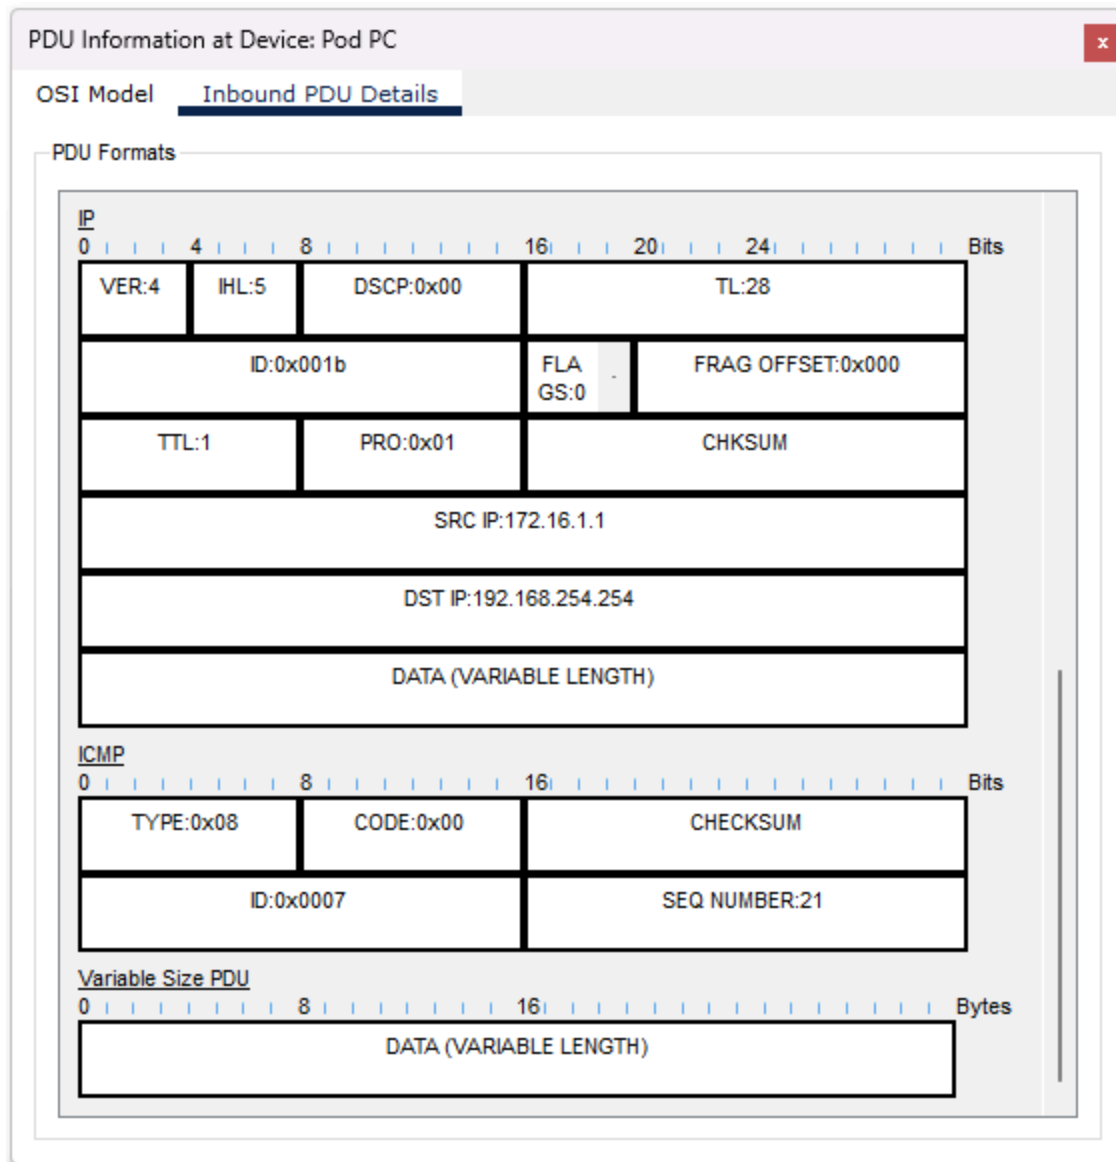 PDU Information at Device: Pod PC
x
OSI Model Inbound PDU Details
PDU Formats
IP
0 4 8 16 20 24 Bits
VER:4 IHL:5 DSCP:0x00 TL:28
ID:0x001b FLA GS:0 - FRAG OFFSET:0x000
TTL:1 PRO:0x01 CHKSUM
SRC IP:172.16.1.1
DST IP:192.168.254.254
DATA (VARIABLE LENGTH)
ICMP
0 8 16 Bits
TYPE:0x08 CODE:0x00 CHECKSUM
ID:0x0007 SEQ NUMBER:21
Variable Size PDU
0 8 16 Bytes
DATA (VARIABLE LENGTH)